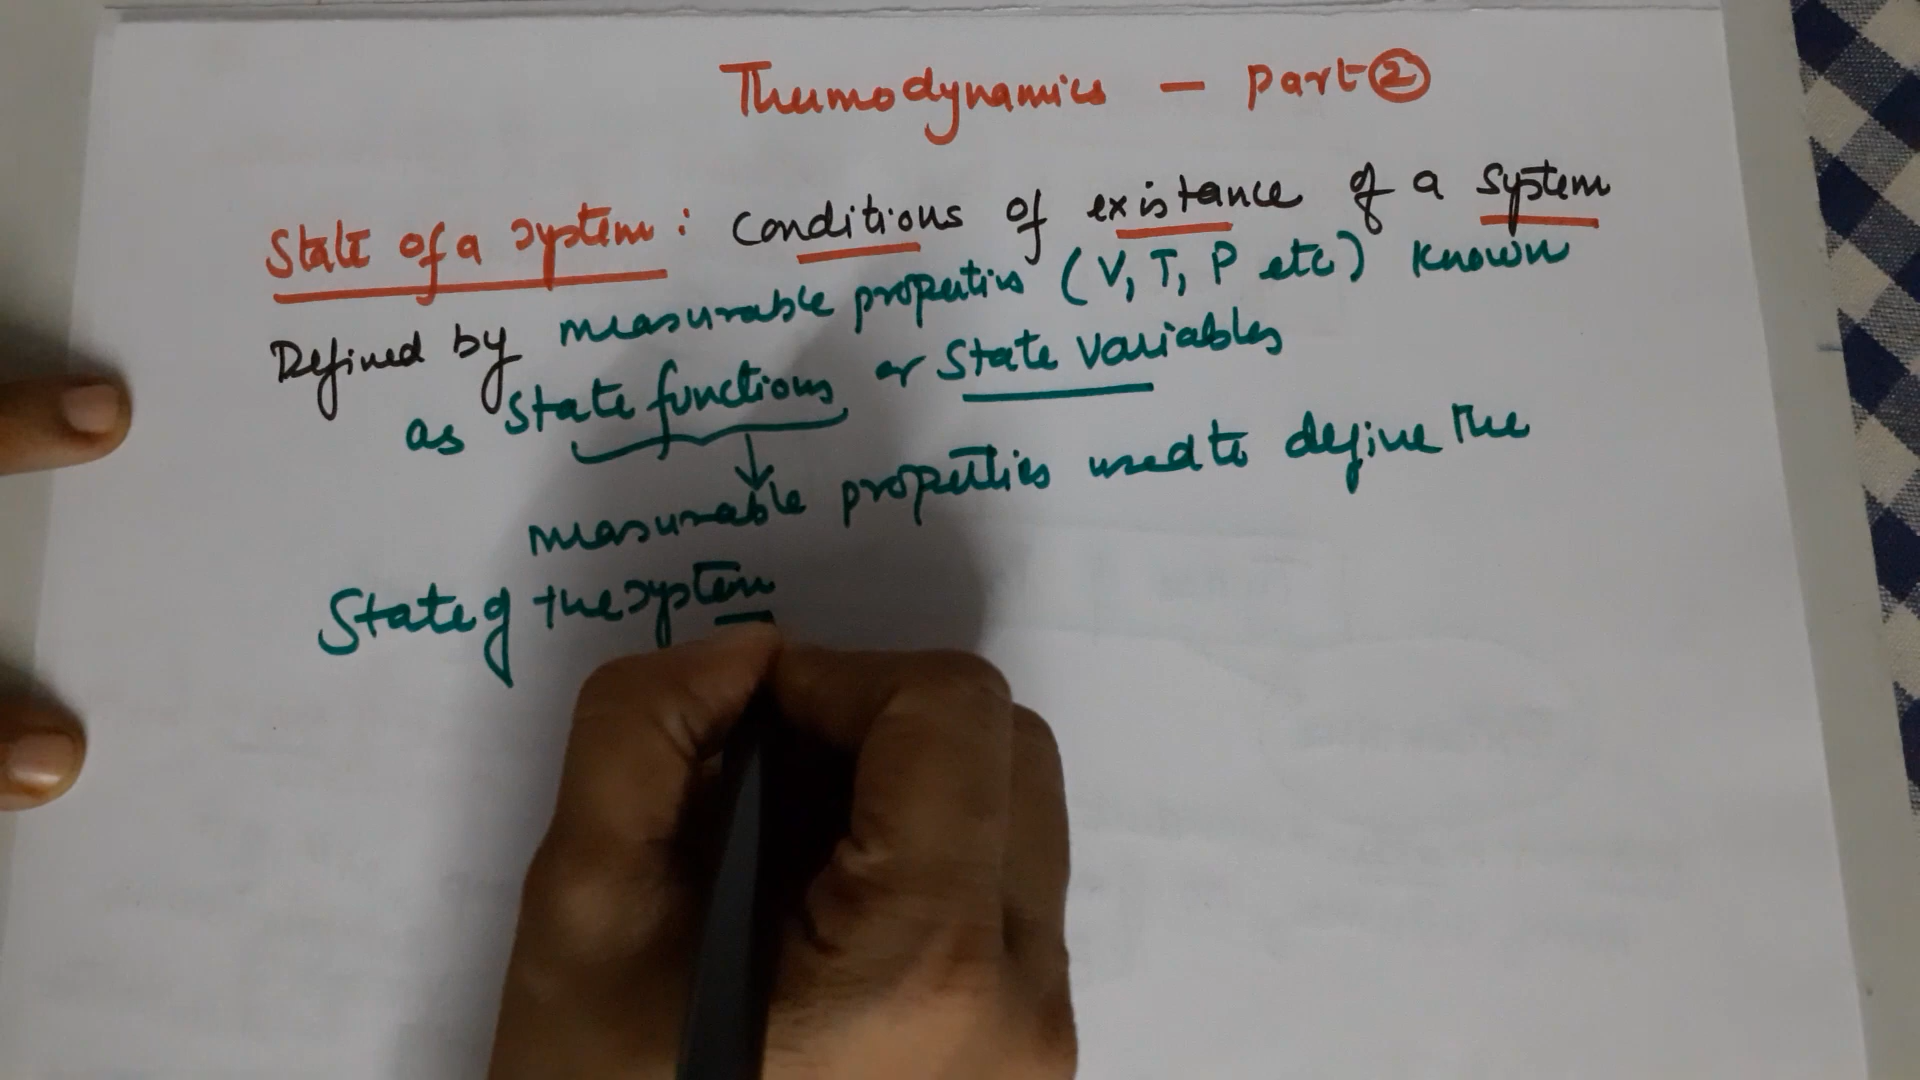 Thermodynamics - Part ②
State of a system : Conditions of existance of a system
Defined by measurable properties (V, T, P etc) known
as State functions or State variables
measurable properties used to define the
State of the system